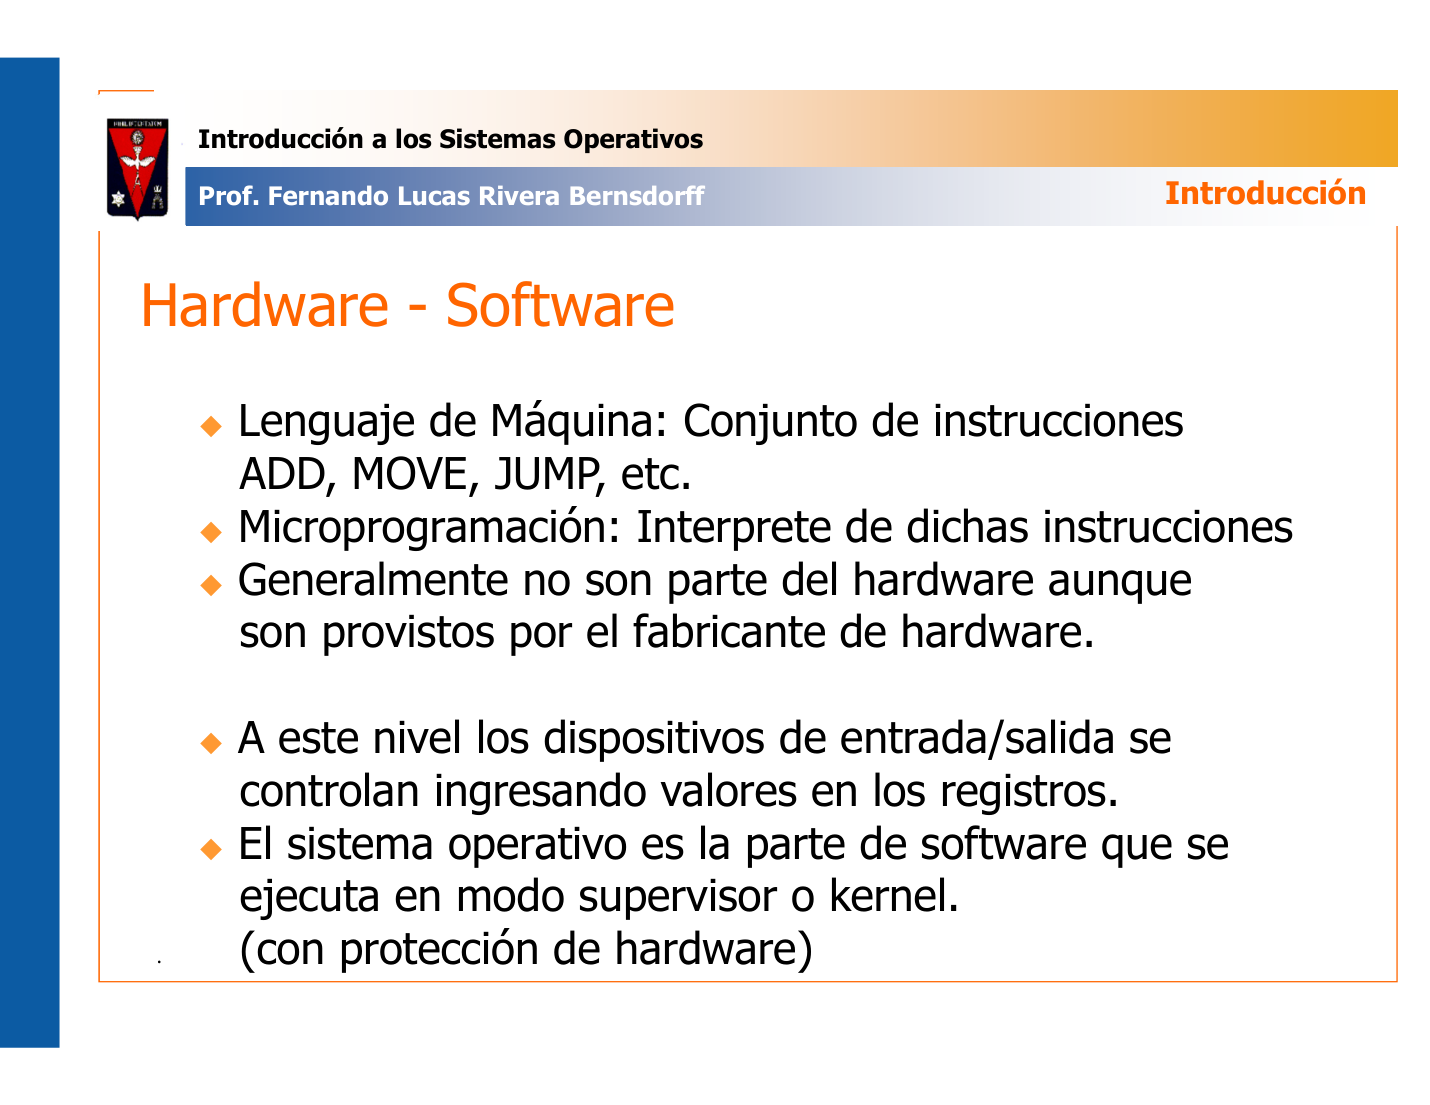 Introducción a los Sistemas Operativos
Prof. Fernando Lucas Rivera Bernsdorff
Introducción
Hardware - Software
Lenguaje de Máquina: Conjunto de instrucciones
ADD, MOVE, JUMP, etc.
Microprogramación: Interprete de dichas instrucciones
Generalmente no son parte del hardware aunque
son provistos por el fabricante de hardware.
A este nivel los dispositivos de entrada/salida se
controlan ingresando valores en los registros.
El sistema operativo es la parte de software que se
ejecuta en modo supervisor o kernel.
(con protección de hardware)
.